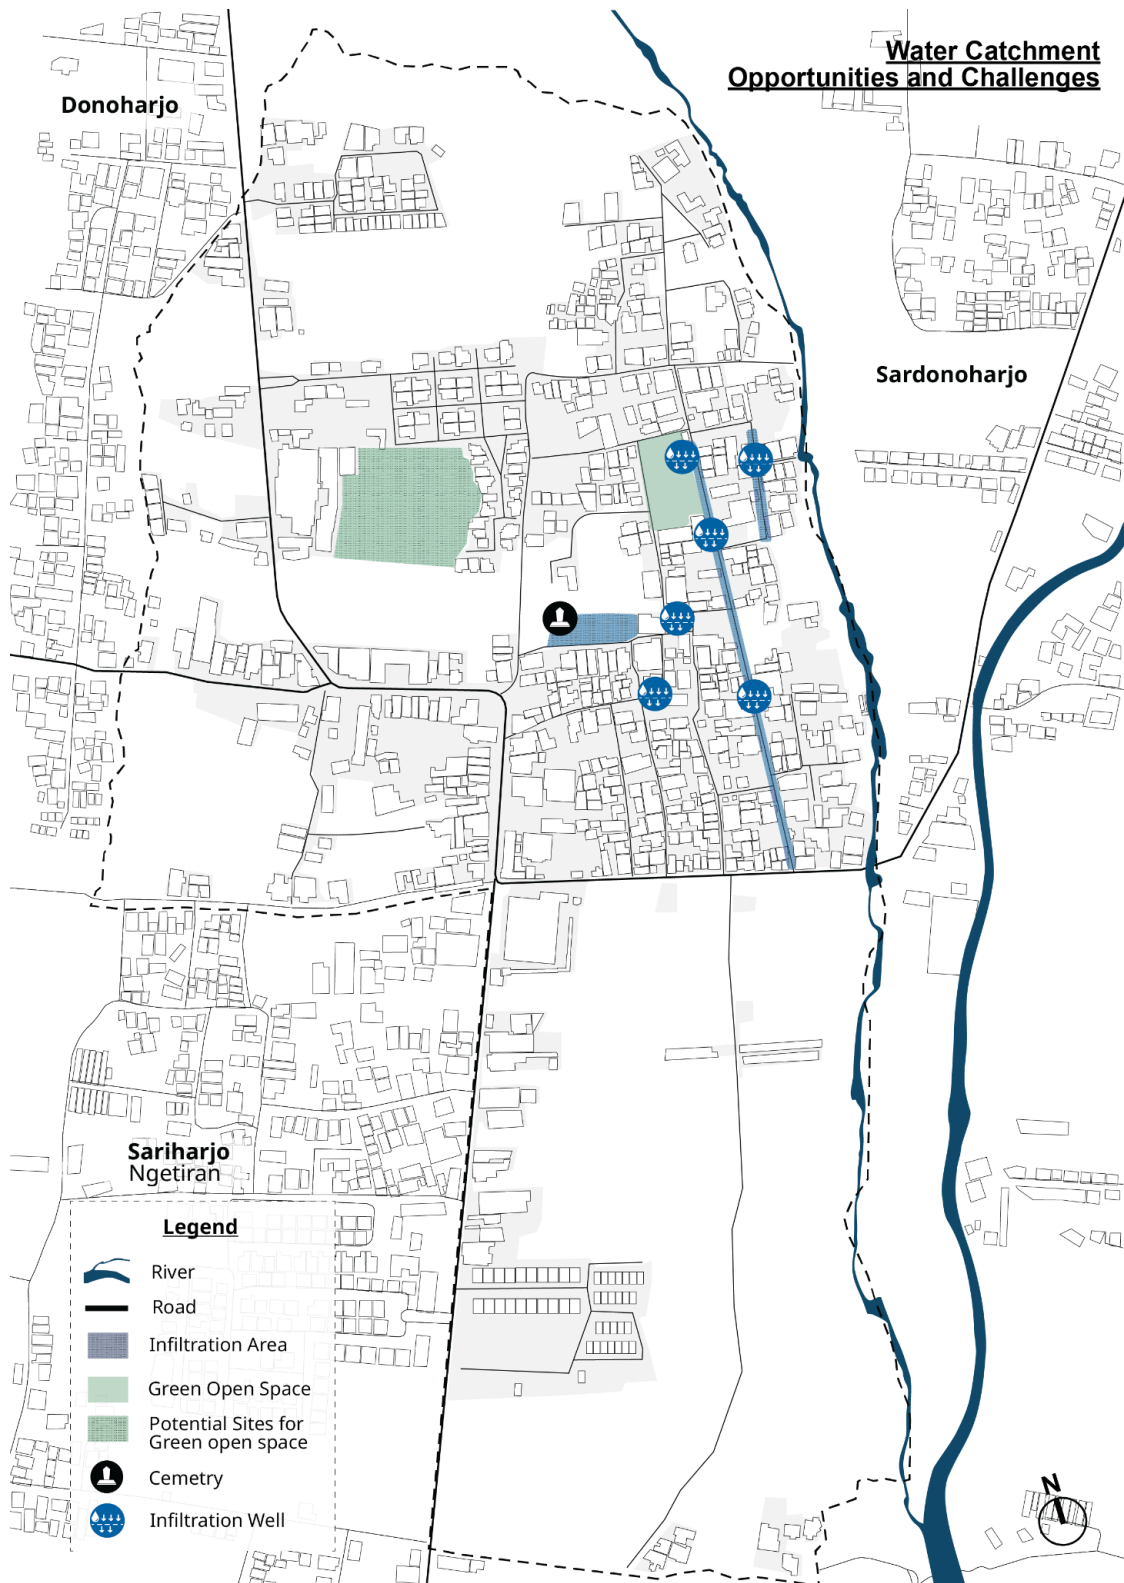 Water Catchment
Opportunities and Challenges
Donoharjo
Sardonoharjo
Sariharjo
Ngetiran
Legend
River
Road
Infiltration Area
Green Open Space
Potential Sites for
Green open space
Cemetry
Infiltration Well
N